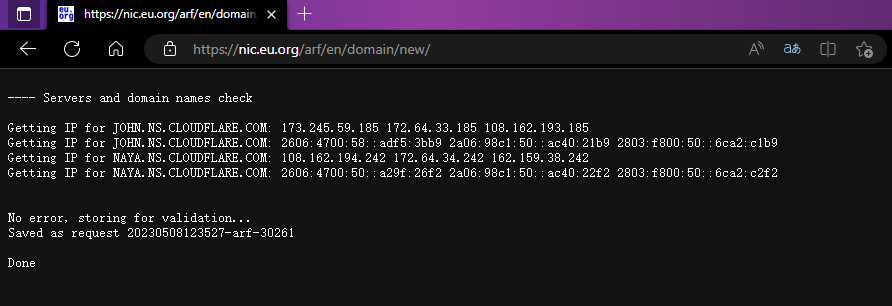 eu.
org
https://nic.eu.org/arf/en/domain
https://nic.eu.org/arf/en/domain/new/
aあ
---- Servers and domain names check
Getting IP for JOHN.NS.CLOUDFLARE.COM: 173.245.59.185 172.64.33.185 108.162.193.185
Getting IP for JOHN.NS.CLOUDFLARE.COM: 2606:4700:58::adf5:3bb9 2a06:98c1:50::ac40:21b9 2803:f800:50::6ca2:c1b9
Getting IP for NAYA.NS.CLOUDFLARE.COM: 108.162.194.242 172.64.34.242 162.159.38.242
Getting IP for NAYA.NS.CLOUDFLARE.COM: 2606:4700:50::a29f:26f2 2a06:98c1:50::ac40:22f2 2803:f800:50::6ca2:c2f2
No error, storing for validation...
Saved as request 20230508123527-arf-30261
Done